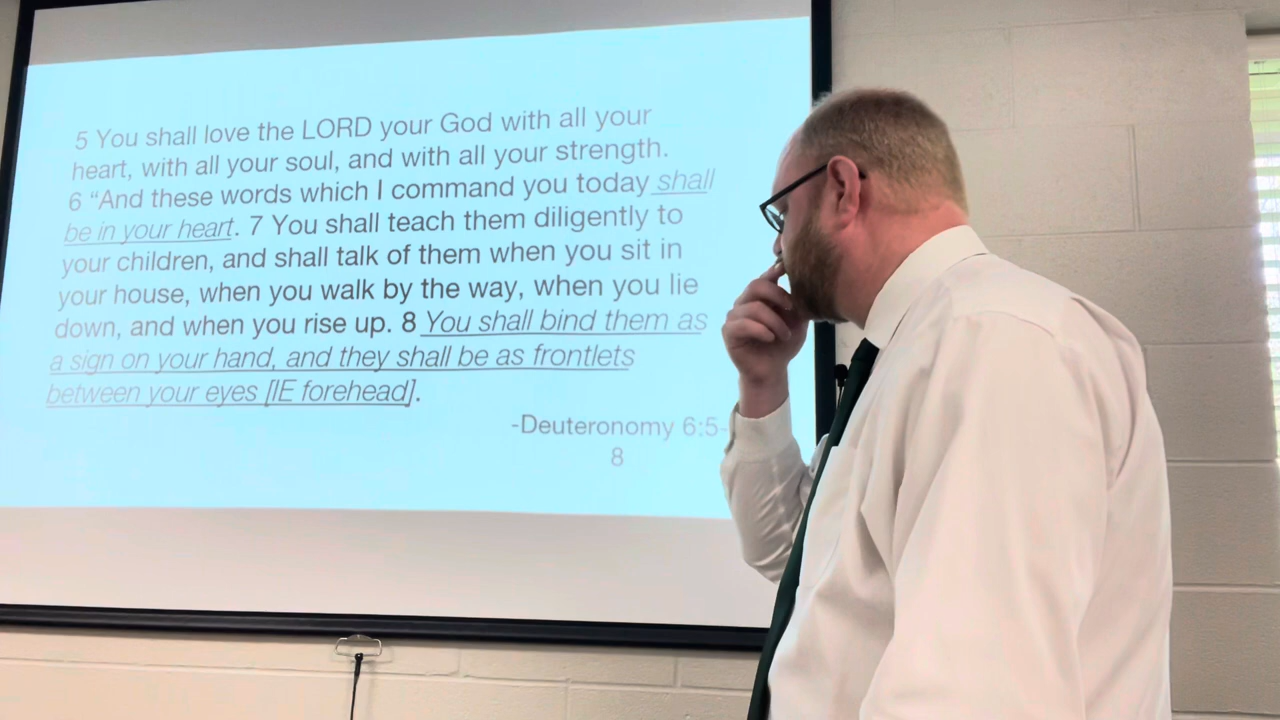 5 You shall love the LORD your God with all your
heart, with all your soul, and with all your strength.
6 “And these words which I command you today shall
be in your heart. 7 You shall teach them diligently to
your children, and shall talk of them when you sit in
your house, when you walk by the way, when you lie
down, and when you rise up. 8 You shall bind them as
a sign on your hand, and they shall be as frontlets
between your eyes [IE forehead].
-Deuteronomy 6:5-
8